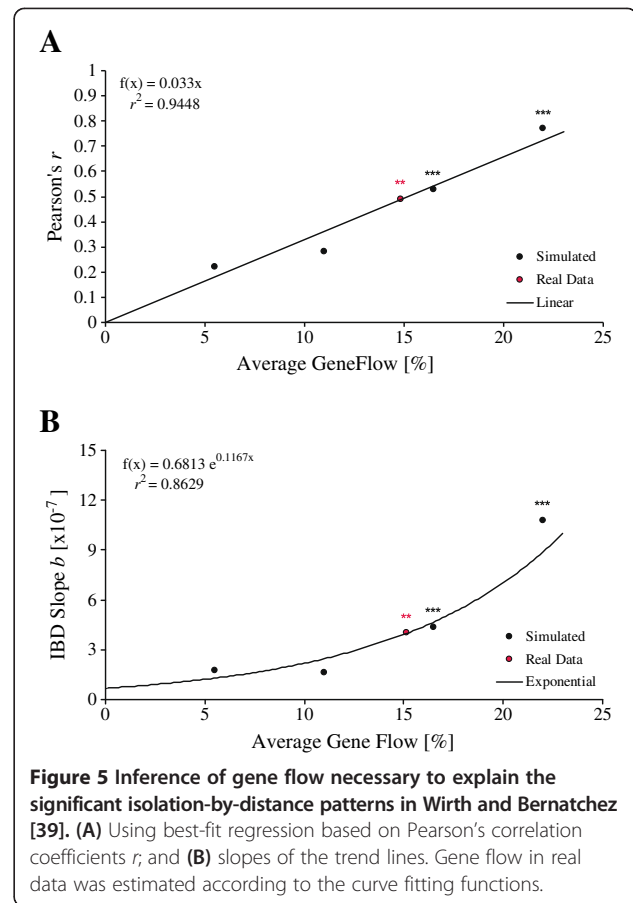 A
f(x) = 0.033x
r² = 0.9448
1
0.9
0.8
0.7
0.6
0.5
0.4
0.3
0.2
0.1
0
Pearson's r
***
***
**
Simulated
Real Data
Linear
0 5 10 15 20 25
Average GeneFlow [%]
B
f(x) = 0.6813 e^0.1167x
r² = 0.8629
15
12
9
6
3
0
IBD Slope b [x10^-7]
***
***
**
Simulated
Real Data
Exponential
0 5 10 15 20 25
Average Gene Flow [%]
Figure 5 Inference of gene flow necessary to explain the
significant isolation-by-distance patterns in Wirth and Bernatchez
[39]. (A) Using best-fit regression based on Pearson's correlation
coefficients r; and (B) slopes of the trend lines. Gene flow in real
data was estimated according to the curve fitting functions.